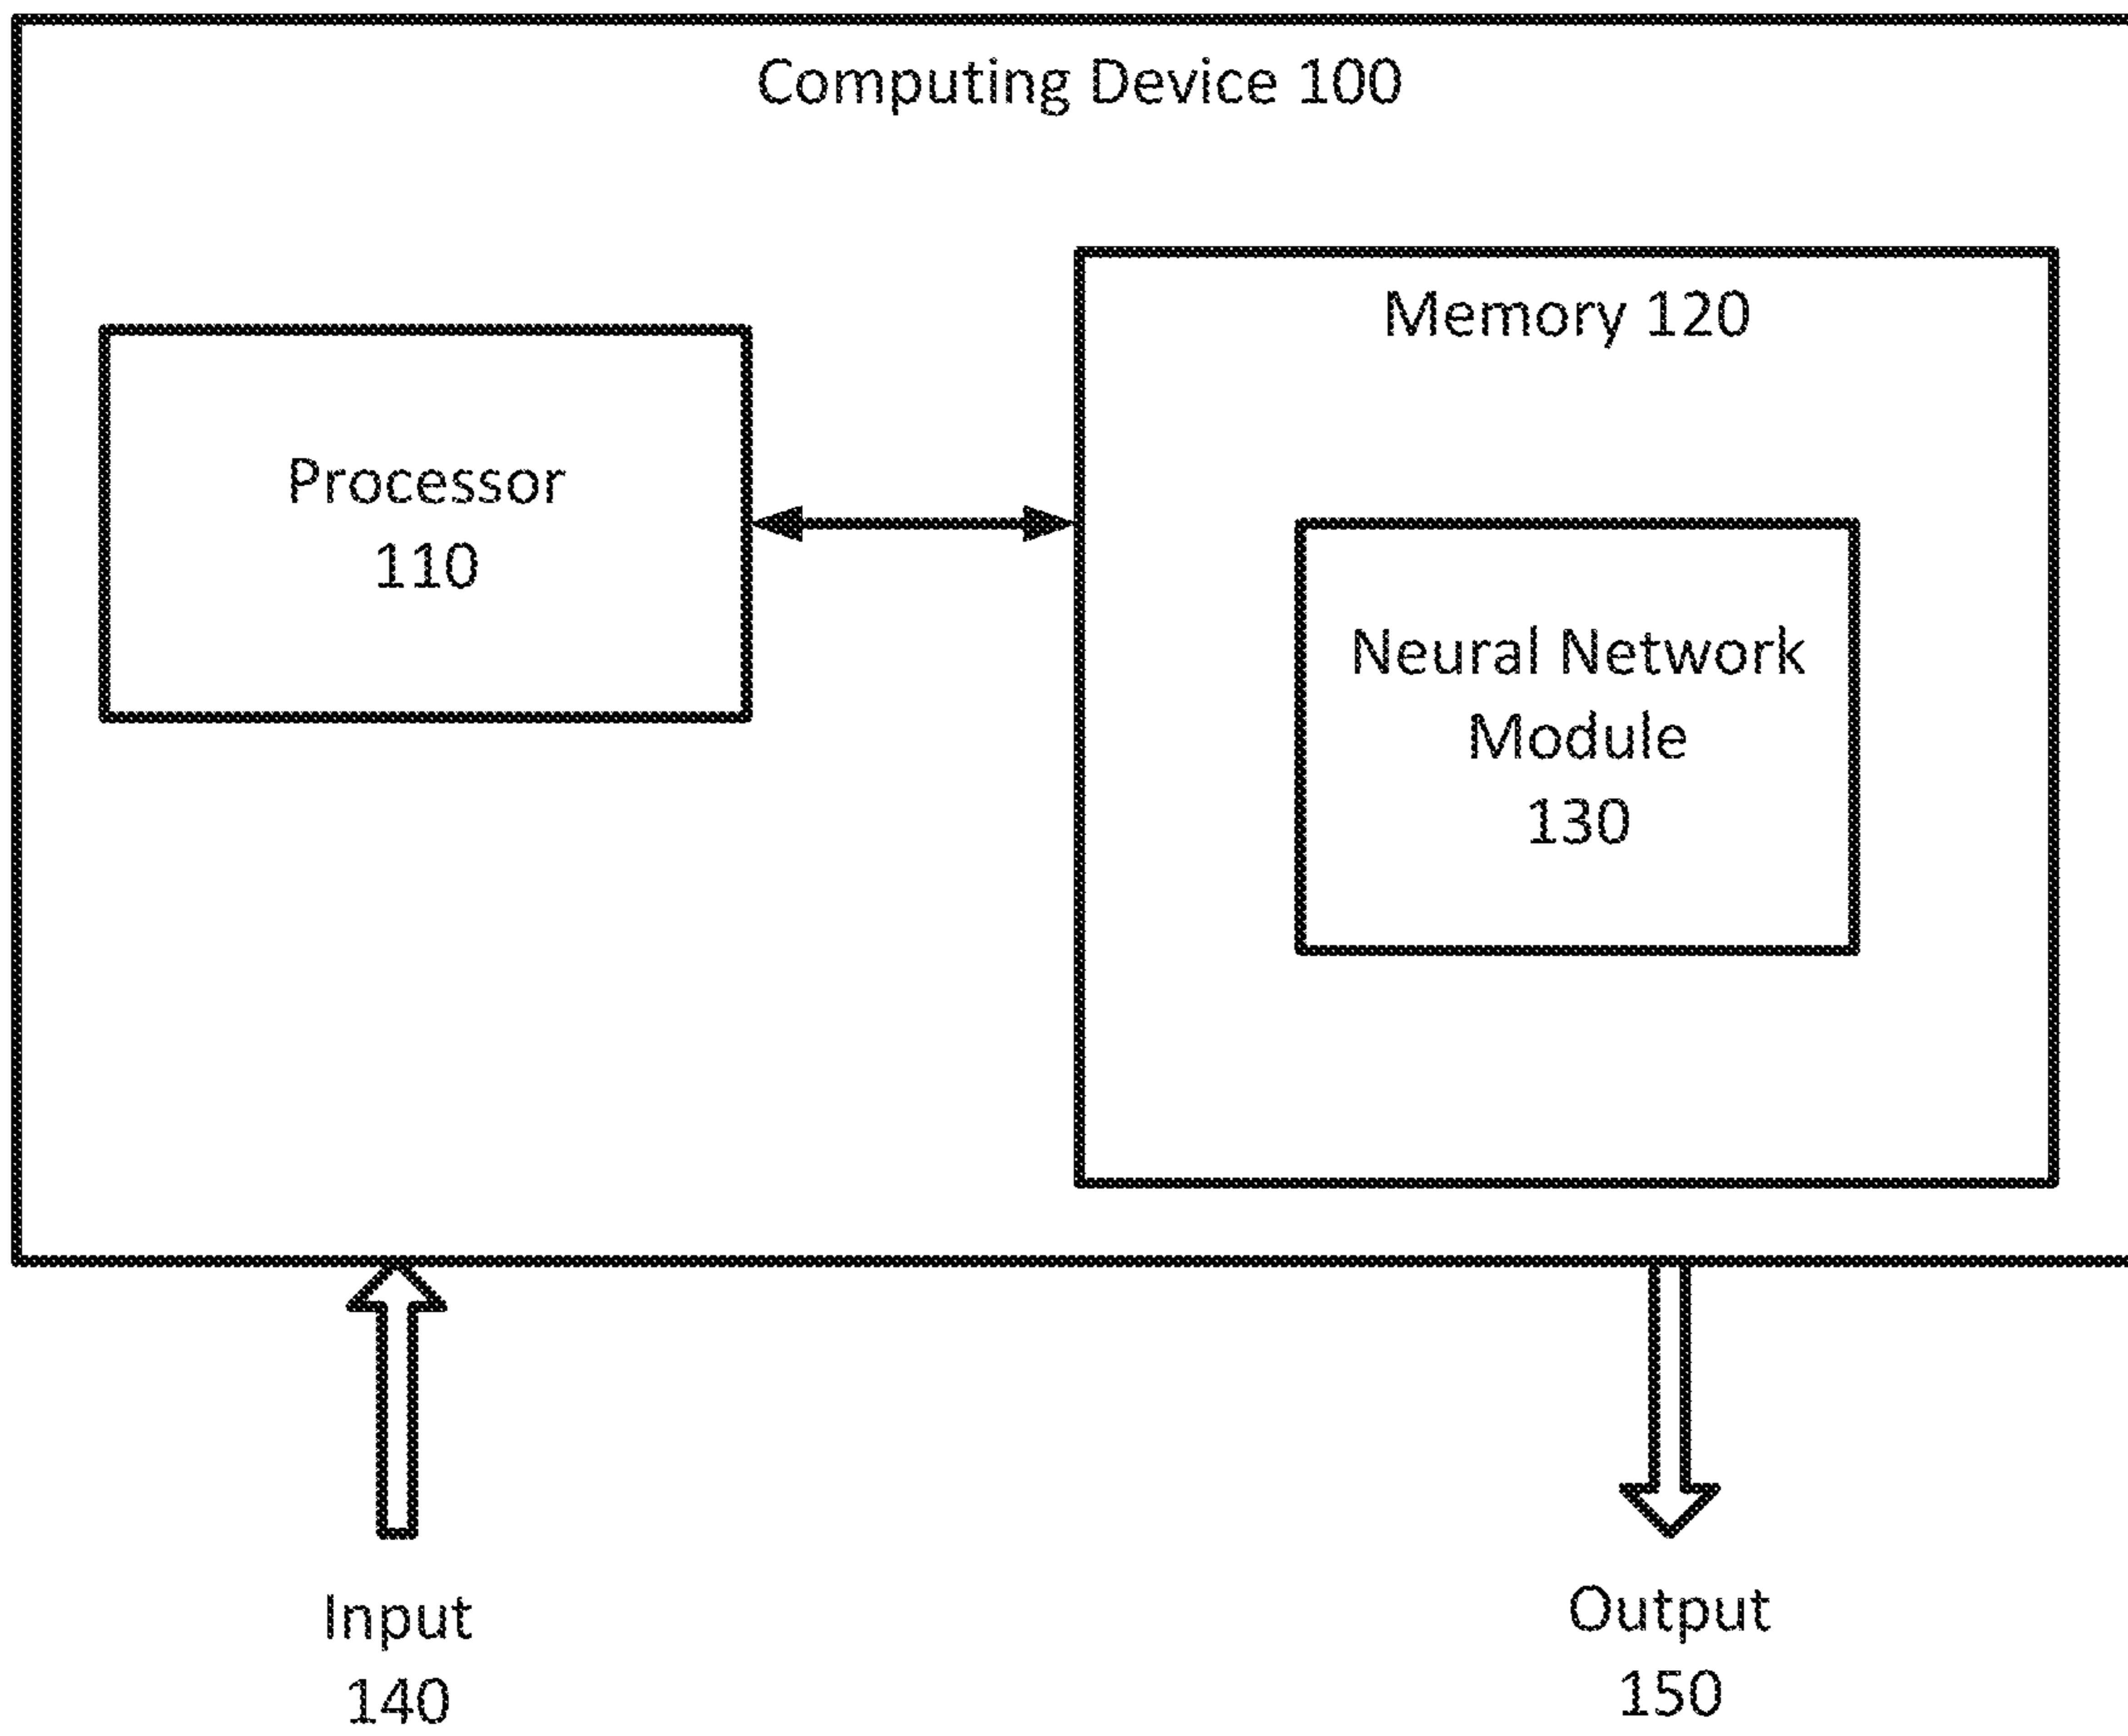 Computing Device 100
Memory 120
Processor
110
Neural Network
Module
130
Input
140
Output
150